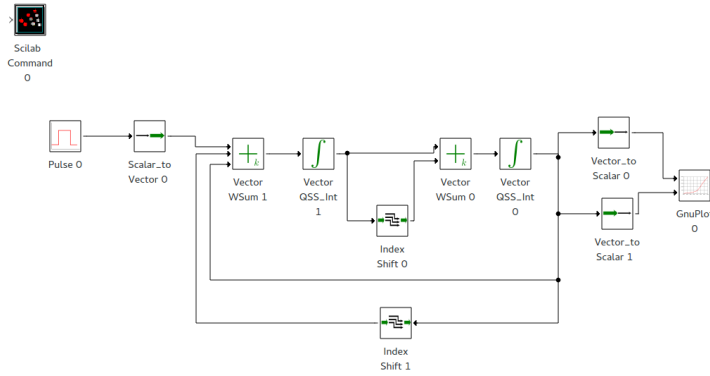 Scilab
Command
0
Pulse 0
Scalar_to
Vector 0
k
Vector
WSum 1
Vector
QSS_Int
1
k
Vector
WSum 0
Vector
QSS_Int
0
Vector_to
Scalar 0
Vector_to
Scalar 1
GnuPlot
0
Index
Shift 0
Index
Shift 1